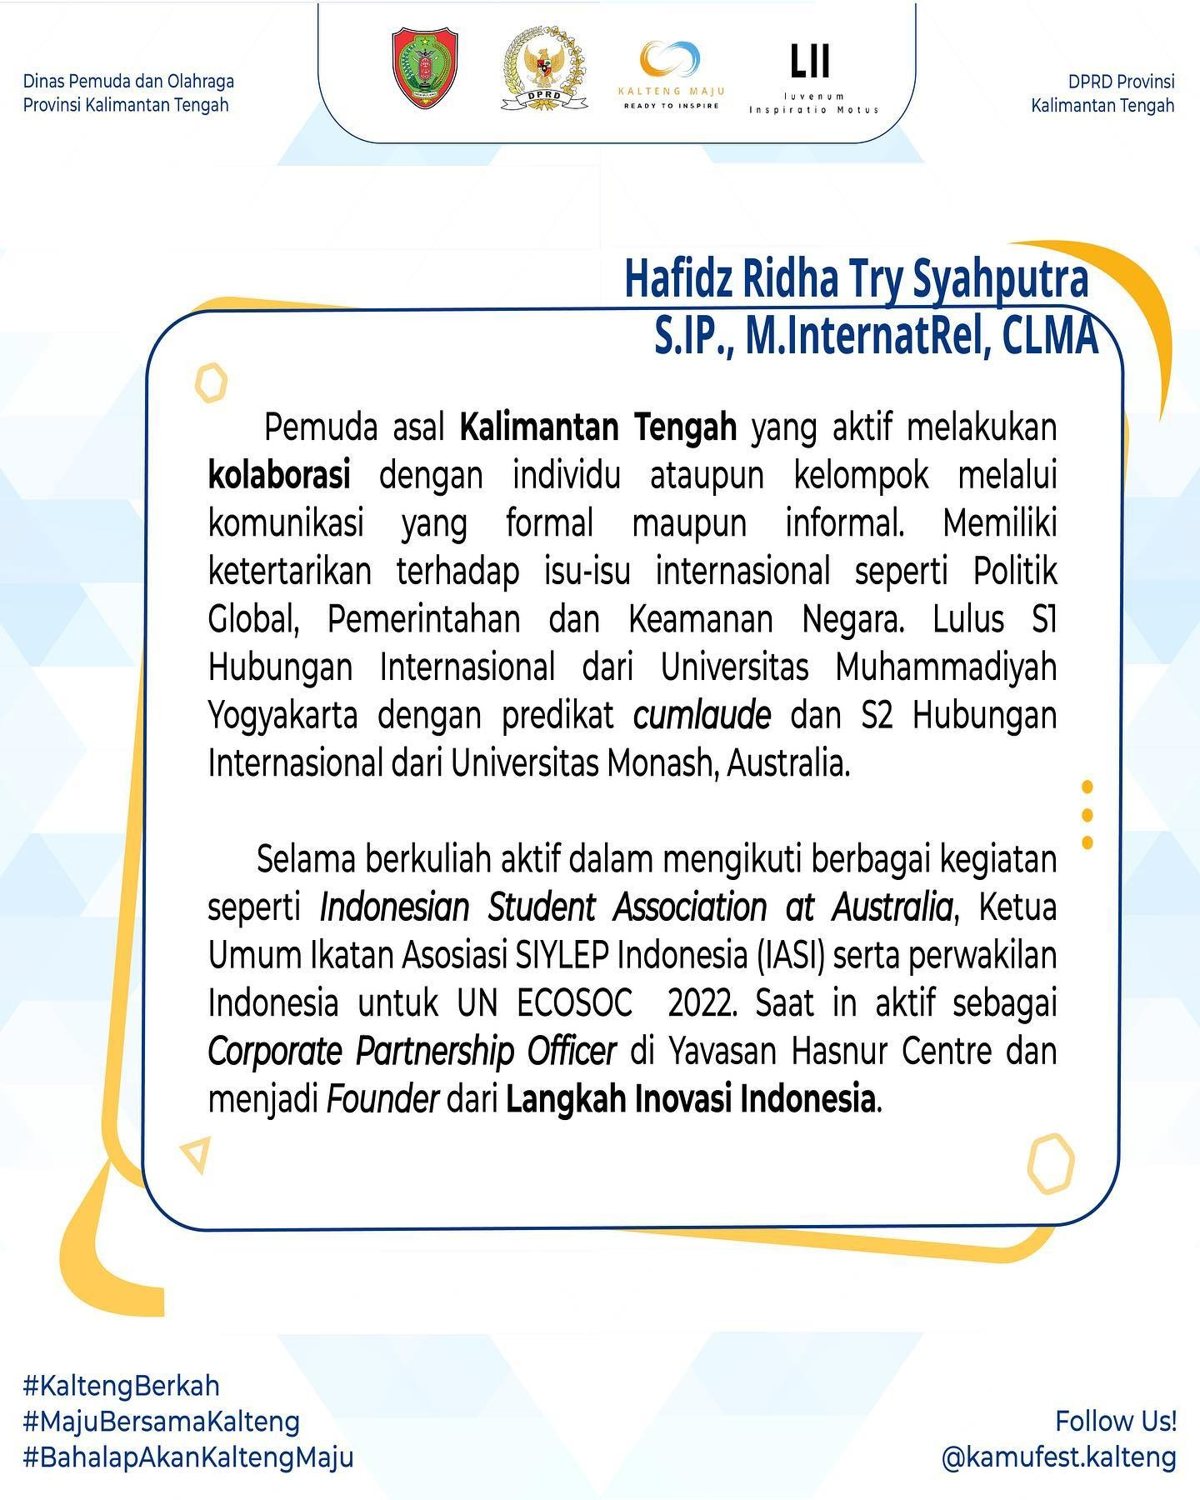 Dinas Pemuda dan Olahraga
Provinsi Kalimantan Tengah
DPRD
KALTENG MAJU
READY TO INSPIRE
LII
Iuvenum
Inspiratio Motus
DPRD Provinsi
Kalimantan Tengah
Hafidz Ridha Try Syahputra
S.IP., M.InternatRel, CLMA
Pemuda asal Kalimantan Tengah yang aktif melakukan
kolaborasi dengan individu ataupun kelompok melalui
komunikasi yang formal maupun informal. Memiliki
ketertarikan terhadap isu-isu internasional seperti Politik
Global, Pemerintahan dan Keamanan Negara. Lulus S1
Hubungan Internasional dari Universitas Muhammadiyah
Yogyakarta dengan predikat cumlaude dan S2 Hubungan
Internasional dari Universitas Monash, Australia.
Selama berkuliah aktif dalam mengikuti berbagai kegiatan
seperti Indonesian Student Association at Australia, Ketua
Umum Ikatan Asosiasi SIYLEP Indonesia (IASI) serta perwakilan
Indonesia untuk UN ECOSOC 2022. Saat in aktif sebagai
Corporate Partnership Officer di Yavasan Hasnur Centre dan
menjadi Founder dari Langkah Inovasi Indonesia.
#KaltengBerkah
#MajuBersamaKalteng
#BahalapAkanKaltengMaju
Follow Us!
@kamufest.kalteng